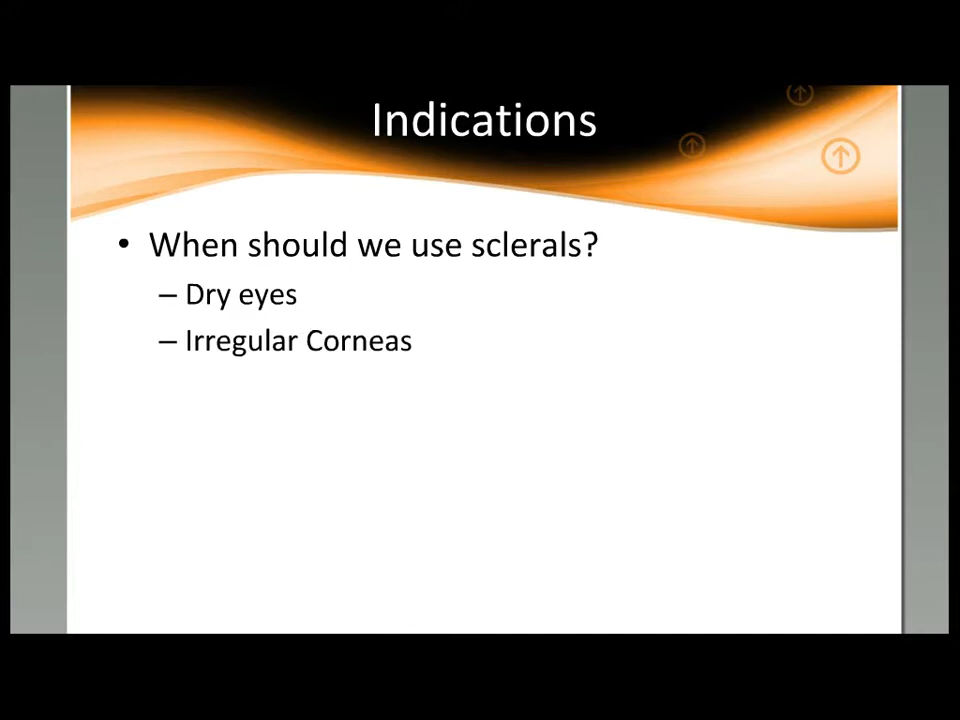 Indications
• When should we use sclerals?
– Dry eyes
– Irregular Corneas